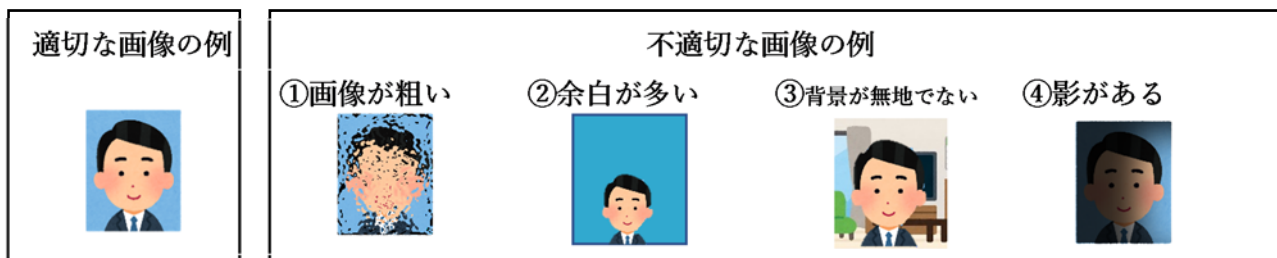 適切な画像の例
不適切な画像の例
①画像が粗い
②余白が多い
③背景が無地でない
④影がある